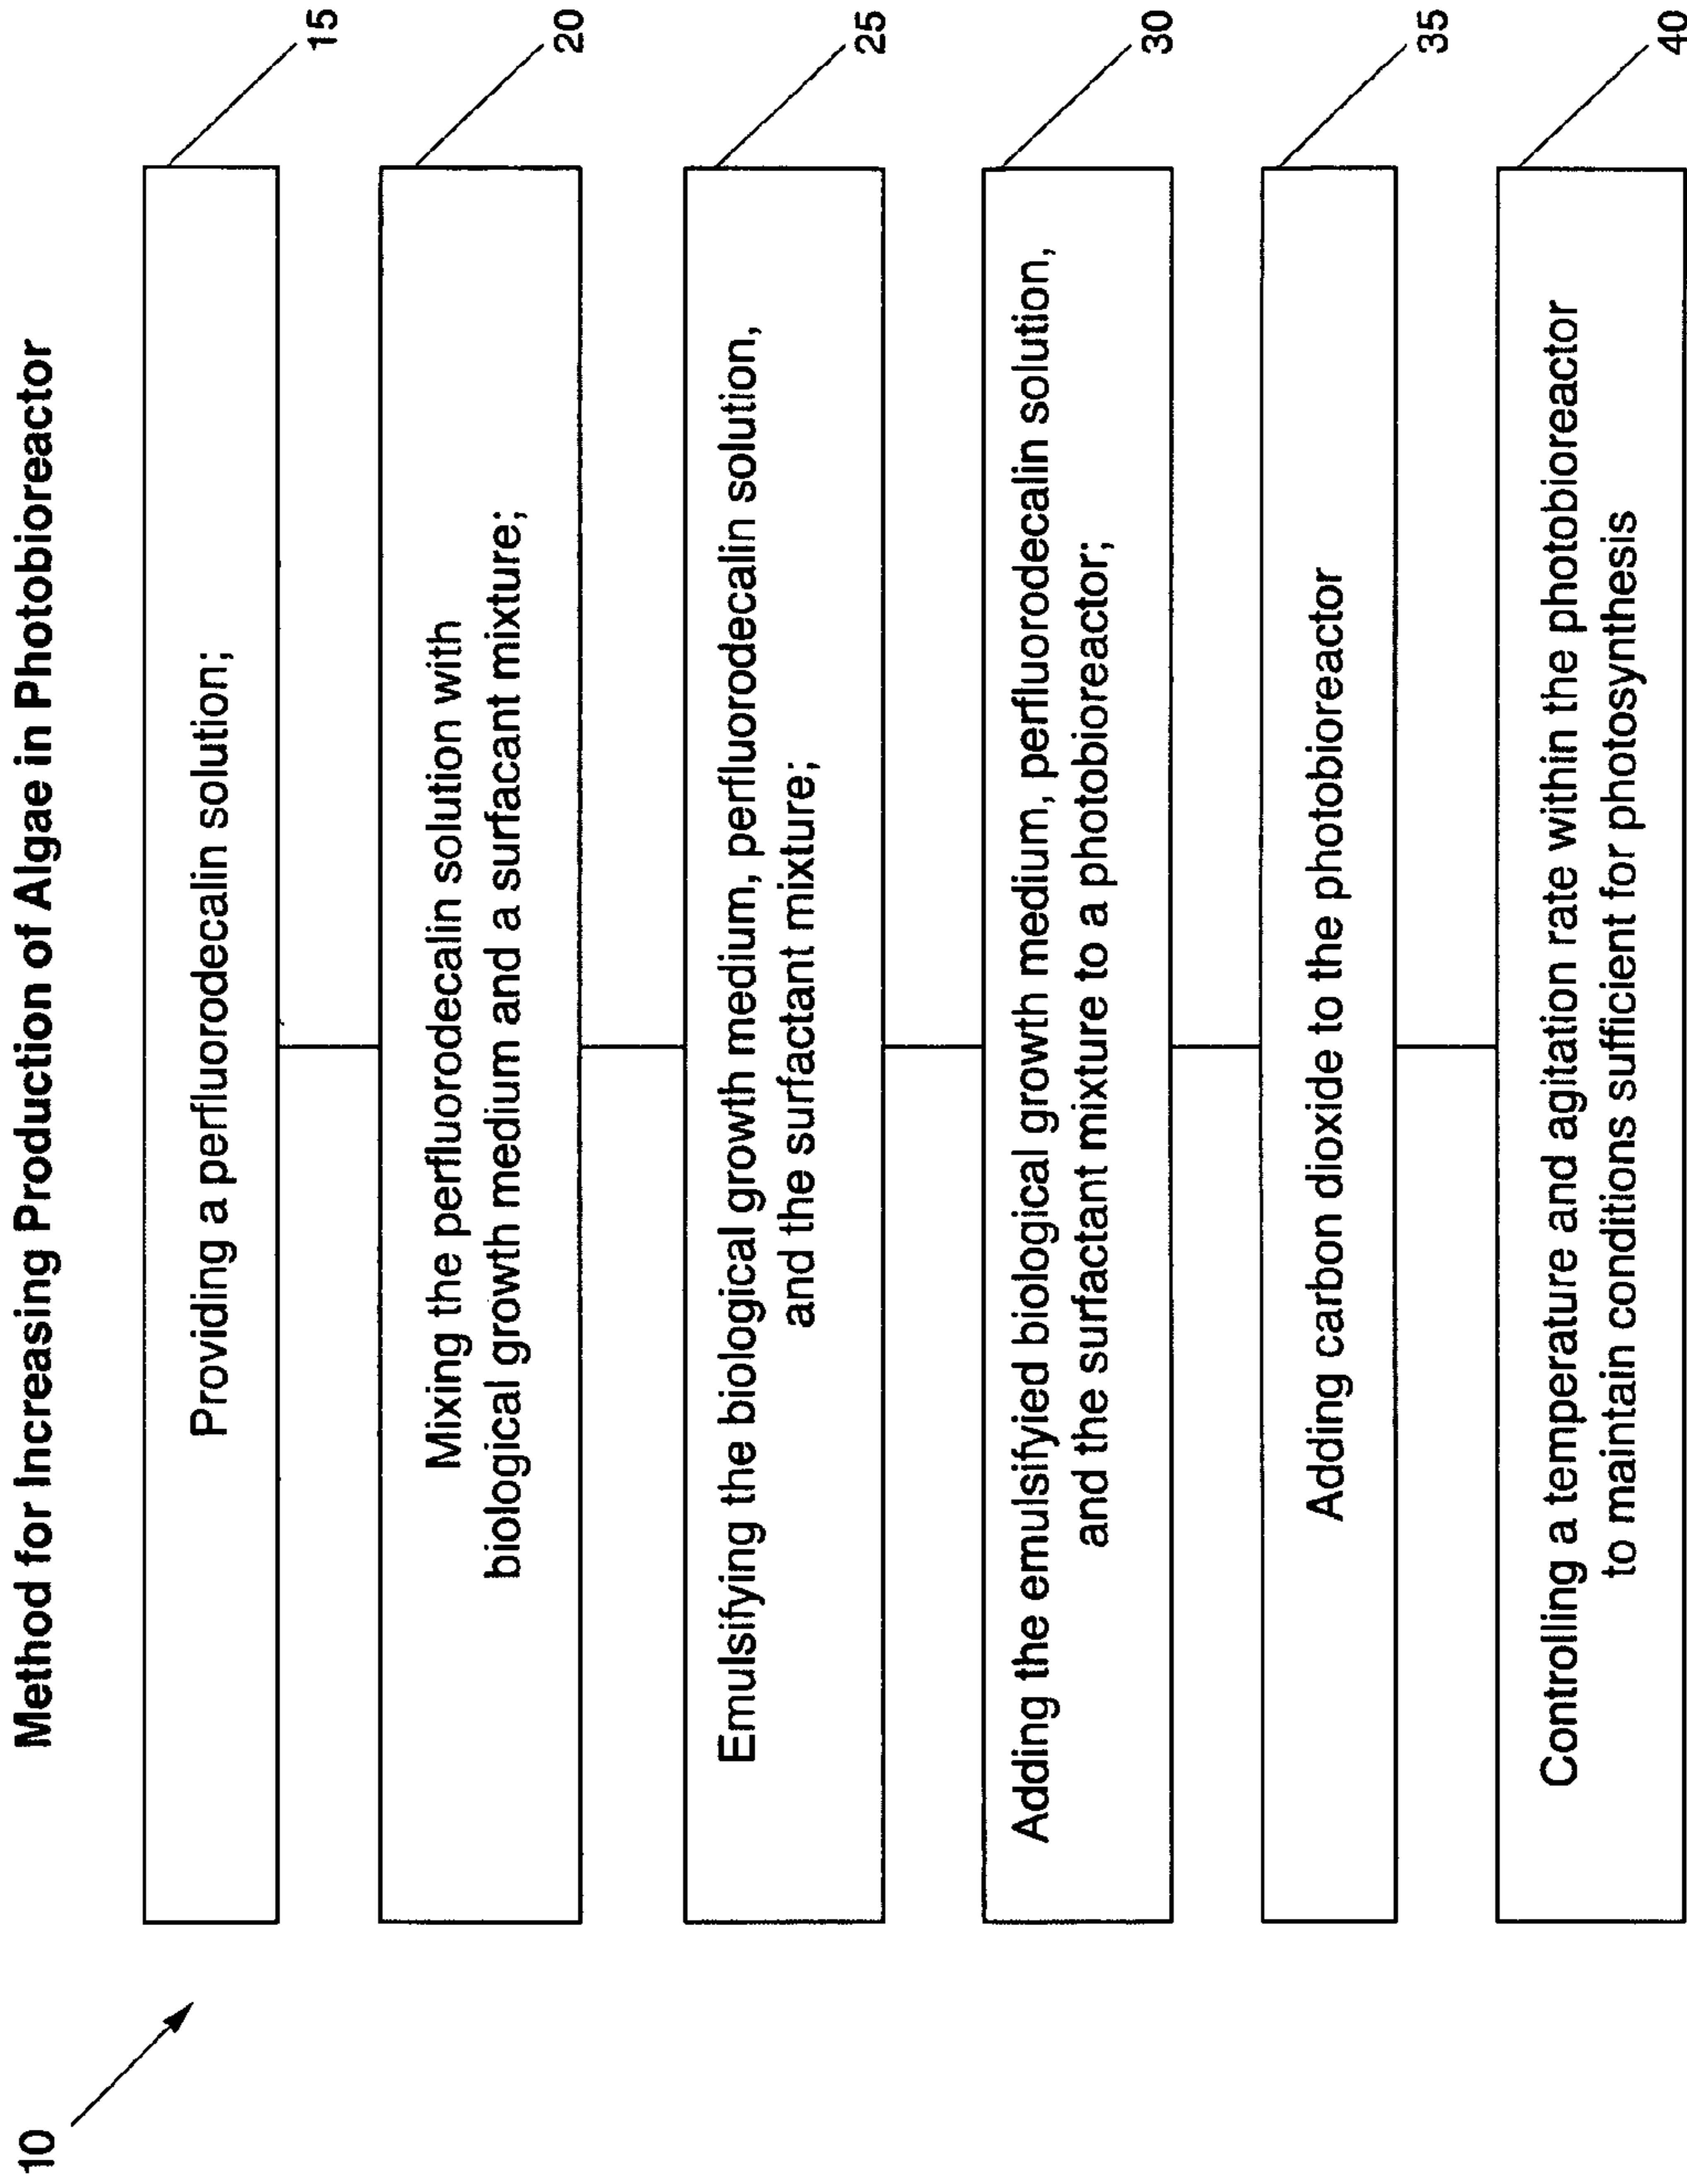 Method for Increasing Production of Algae in Photobioreactor
10
Providing a perfluorodecalin solution;
15
Mixing the perfluorodecalin solution with
biological growth medium and a surfacant mixture;
20
Emulsifying the biological growth medium, perfluorodecalin solution,
and the surfactant mixture;
25
Adding the emulsifyied biological growth medium, perfluorodecalin solution,
and the surfactant mixture to a photobioreactor;
30
Adding carbon dioxide to the photobioreactor
35
Controlling a temperature and agitation rate within the photobioreactor
to maintain conditions sufficient for photosynthesis
40